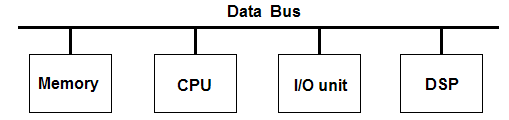 Data Bus
Memory
CPU
I/O unit
DSP